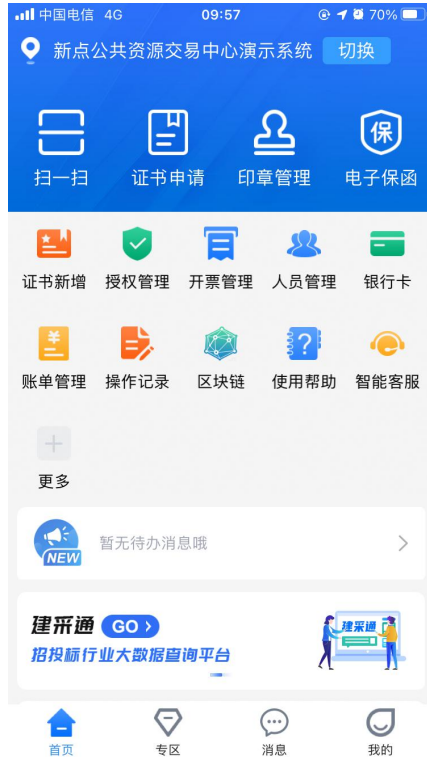 中国电信 4G 09:57 70%
新点公共资源交易中心演示系统 切换
保
扫一扫 证书申请 印章管理 电子保函
证书新增 授权管理 开票管理 人员管理 银行卡
¥ ?
账单管理 操作记录 区块链 使用帮助 智能客服
更多
NEW 暂无待办消息哦
建采通 GO
建采通
招投标行业大数据查询平台
首页 专区 消息 我的